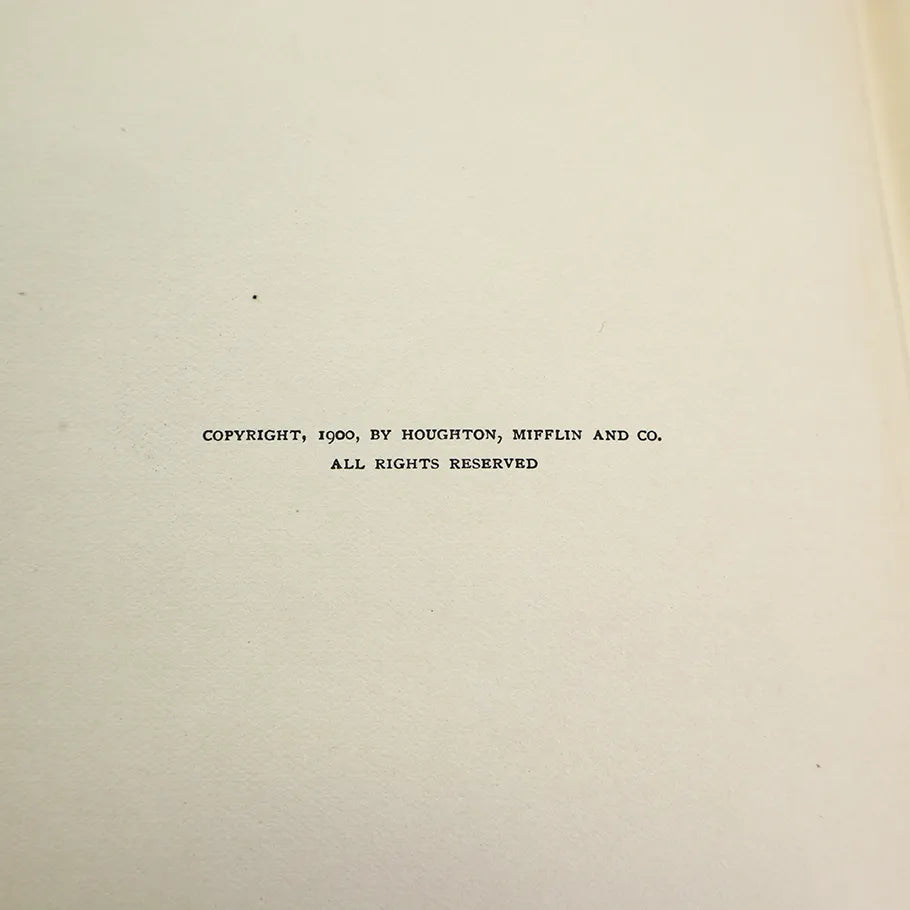 COPYRIGHT, 1900, BY HOUGHTON, MIFFLIN AND CO.
ALL RIGHTS RESERVED